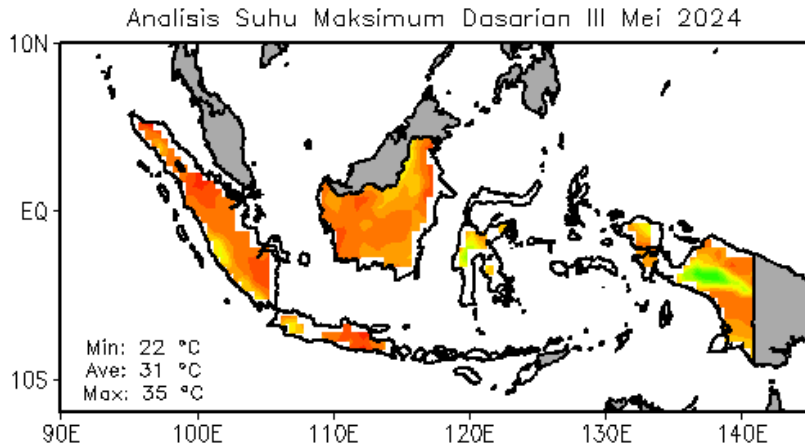 Analisis Suhu Maksimum Dasarian III Mei 2024
10N
EQ
10S
Min: 22 °C
Ave: 31 °C
Max: 35 °C
90E 100E 110E 120E 130E 140E